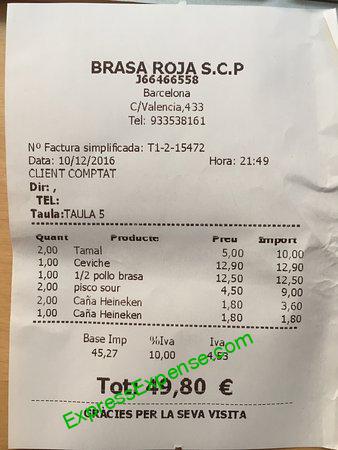 BRASA ROJA S.C.P
J66466558
Barcelona
C/Valencia,433
Tel: 933538161
Nº Factura simplificada: T1-2-15472
Data: 10/12/2016 Hora: 21:49
CLIENT COMPTAT
Dir: ,
TEL:
Taula:TAULA 5
Quant Producte Preu Import
2,00 Tamal 5,00 10,00
1,00 Ceviche 12,90 12,90
1,00 1/2 pollo brasa 12,50 12,50
2,00 pisco sour 4,50 9,00
2,00 Caña Heineken 1,80 3,60
1,00 Caña Heineken 1,80 1,80
Base Imp %Iva Iva
45,27 10,00 4,53
Tot: 49,80 €
GRÀCIES PER LA SEVA VISITA
ExpressExpense.com